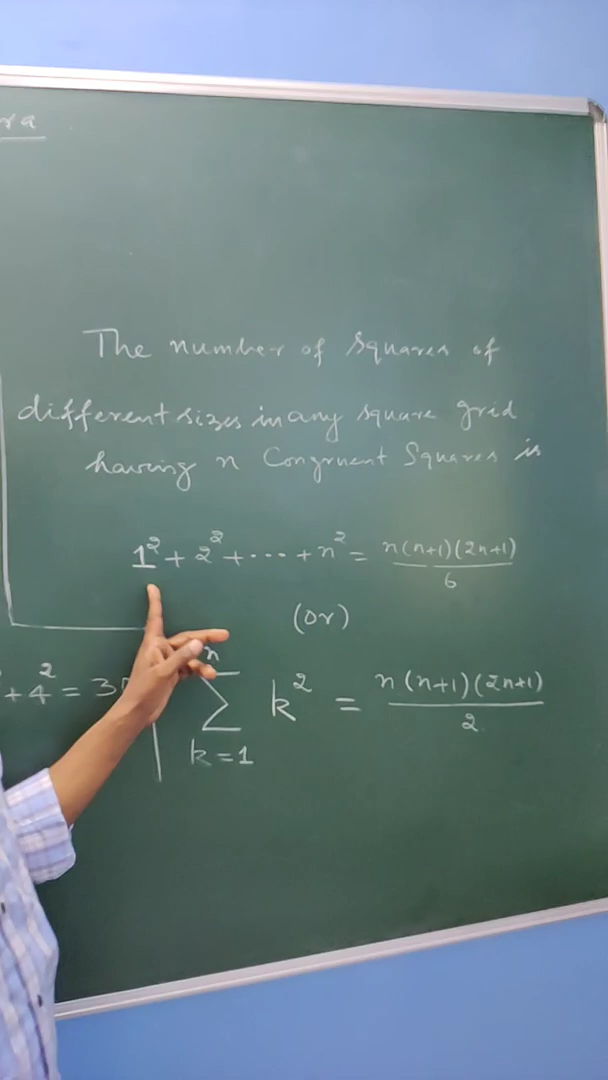 The number of squares of
different sizes in any square grid
having n Congruent Squares is
1² + 2² + ··· + n² = n(n+1)(2n+1)/6
(or)
+ 4² = 30
n
∑ k² = n(n+1)(2n+1)/2
k=1